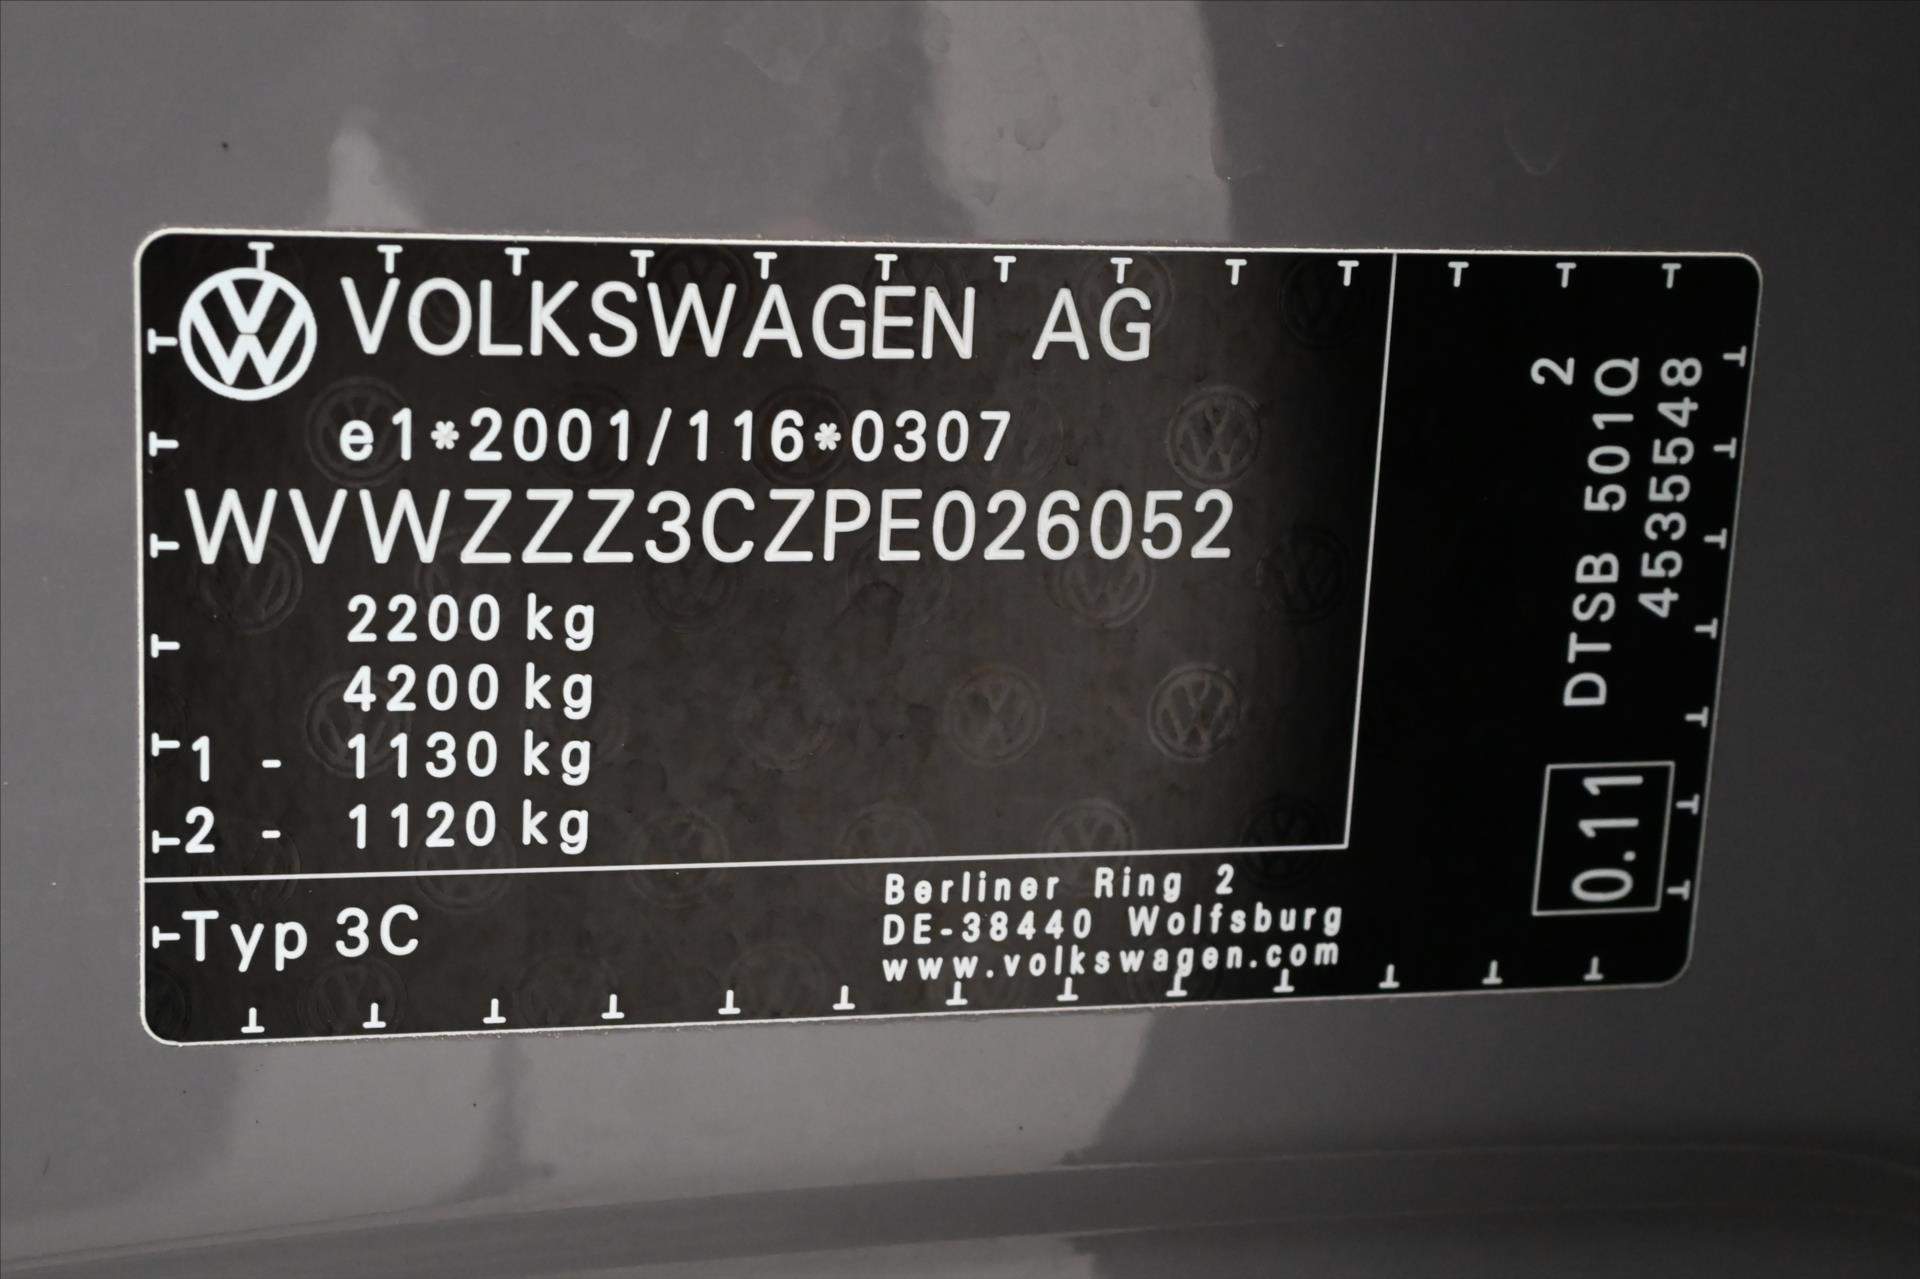 VOLKSWAGEN AG
e1*2001/116*0307
WVWZZZ3CZPE026052
2200 kg
4200 kg
1 - 1130 kg
2 - 1120 kg
Typ 3C
Berliner Ring 2
DE-38440 Wolfsburg
www.volkswagen.com
2
DTSB 501Q
45355548
0.11